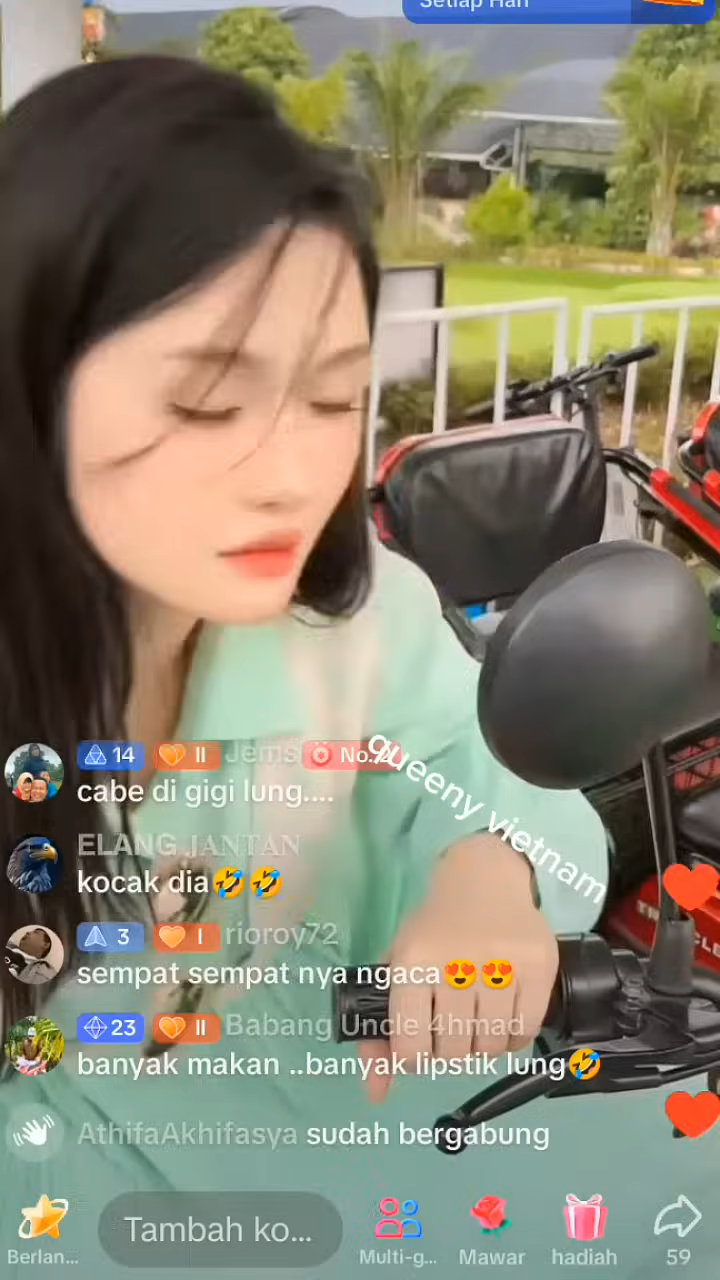 Setiap Hari
14 II Jems No.2
cabe di gigi lung....
queeny vietnam
ELANG JANTAN
kocak dia🤣🤣
3 I rioroy72
sempat sempat nya ngaca😍😍
23 II Babang Uncle 4hmad
banyak makan ..banyak lipstik lung🤣
AthifaAkhifasya sudah bergabung
Tambah ko...
Berlan... Multi-g... Mawar hadiah 59